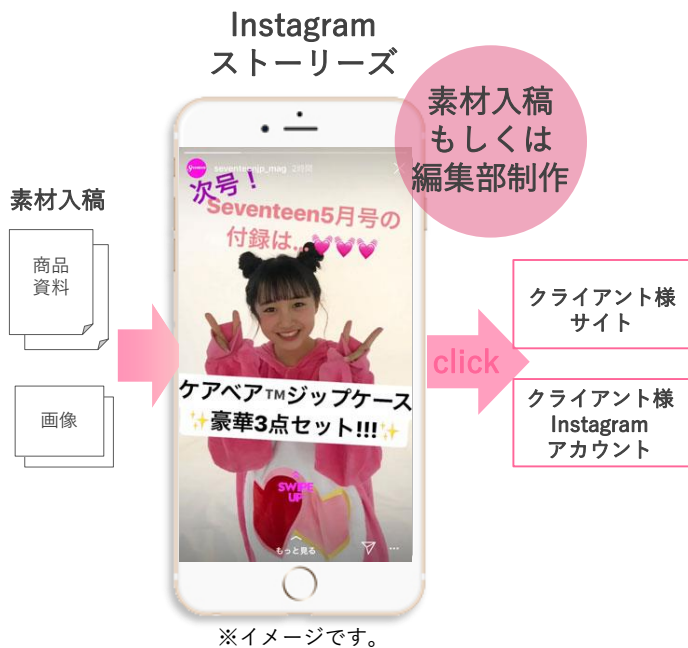 Instagram
ストーリーズ
素材入稿
もしくは
編集部制作
素材入稿
商品
資料
画像
seventeenjp_mag 2時間
次号！
Seventeen5月号の
付録は...💓💓💓
ケアベア™ジップケース
✨豪華3点セット!!!✨
SWIPE
UP
もっと見る
click
クライアント様
サイト
クライアント様
Instagram
アカウント
※イメージです。